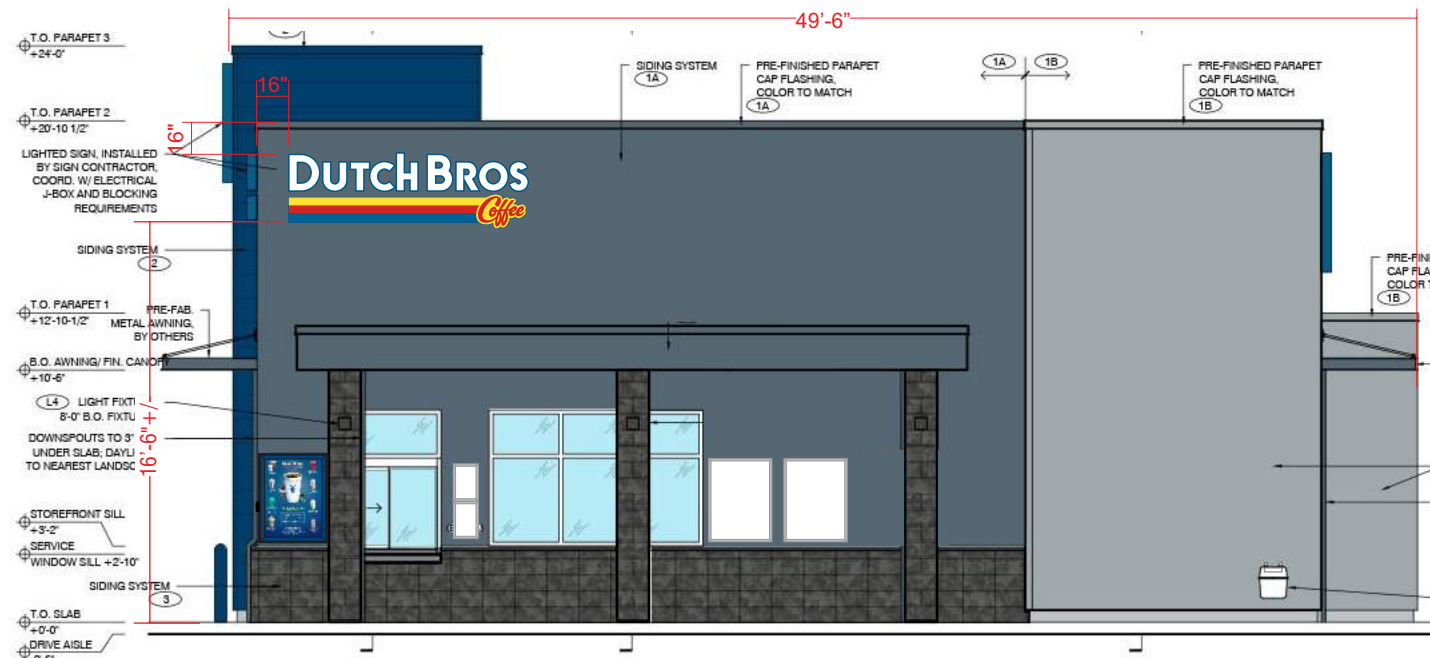 49'-6"
T.O. PARAPET 3
+24'-0"
16"
SIDING SYSTEM
1A
PRE-FINISHED PARAPET
CAP FLASHING,
COLOR TO MATCH
1A
1A
1B
PRE-FINISHED PARAPET
CAP FLASHING,
COLOR TO MATCH
1B
T.O. PARAPET 2
+20'-10 1/2"
16"
LIGHTED SIGN, INSTALLED
BY SIGN CONTRACTOR,
COORD. W/ ELECTRICAL
J-BOX AND BLOCKING
REQUIREMENTS
DUTCH BROS
Coffee
SIDING SYSTEM
2
T.O. PARAPET 1
+12'-10-1/2"
PRE-FAB.
METAL AWNING,
BY OTHERS
CAP
COLOR
1B
B.O. AWNING/ FIN. CANOPY
+10'-6"
L4
LIGHT
8'-0" B.O.
16'-6"+/-
DOWNSPOUTS TO 3"
UNDER SLAB;
TO NEAREST
STOREFRONT SILL
+3'-2"
SERVICE
WINDOW SILL +2'-10"
SIDING SYSTEM
3
T.O. SLAB
+0'-0"
DRIVE AISLE